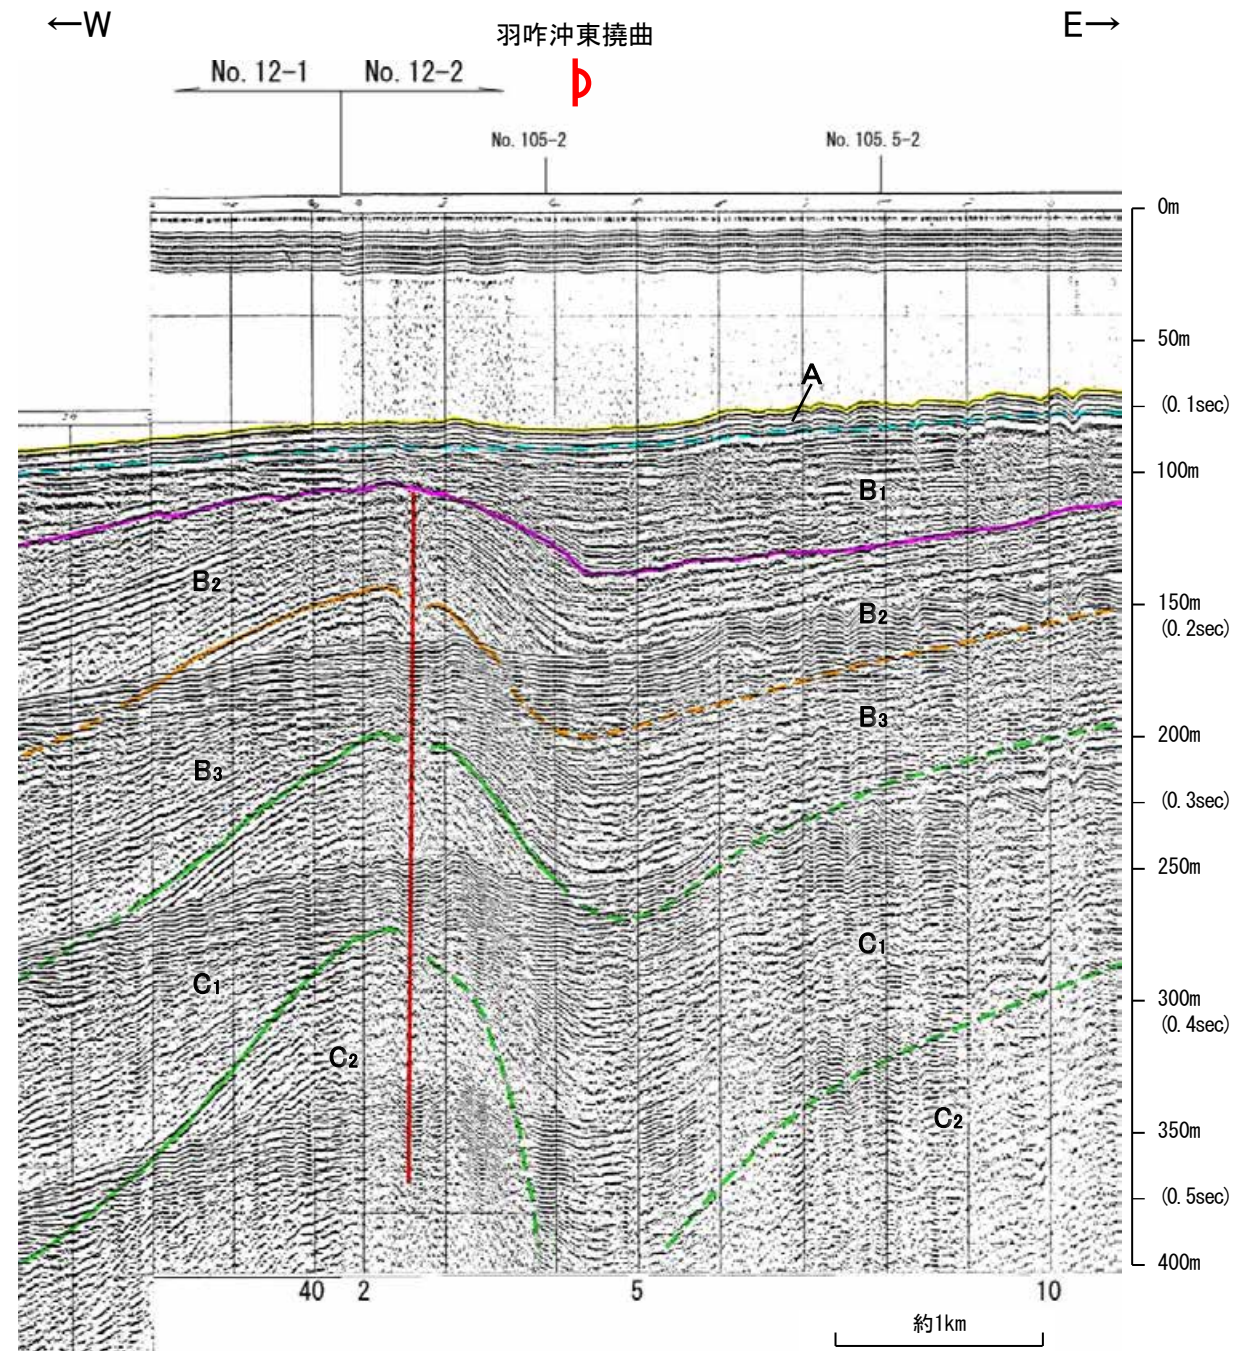 ←W
E→
羽咋沖東撓曲
No. 12-1
No. 12-2
No. 105-2
No. 105.5-2
0m
50m
A
(0.1sec)
100m
B1
B2
150m
B2
(0.2sec)
B3
200m
B3
(0.3sec)
250m
C1
C1
300m
(0.4sec)
C2
C2
350m
(0.5sec)
400m
40 2 5 10
約1km